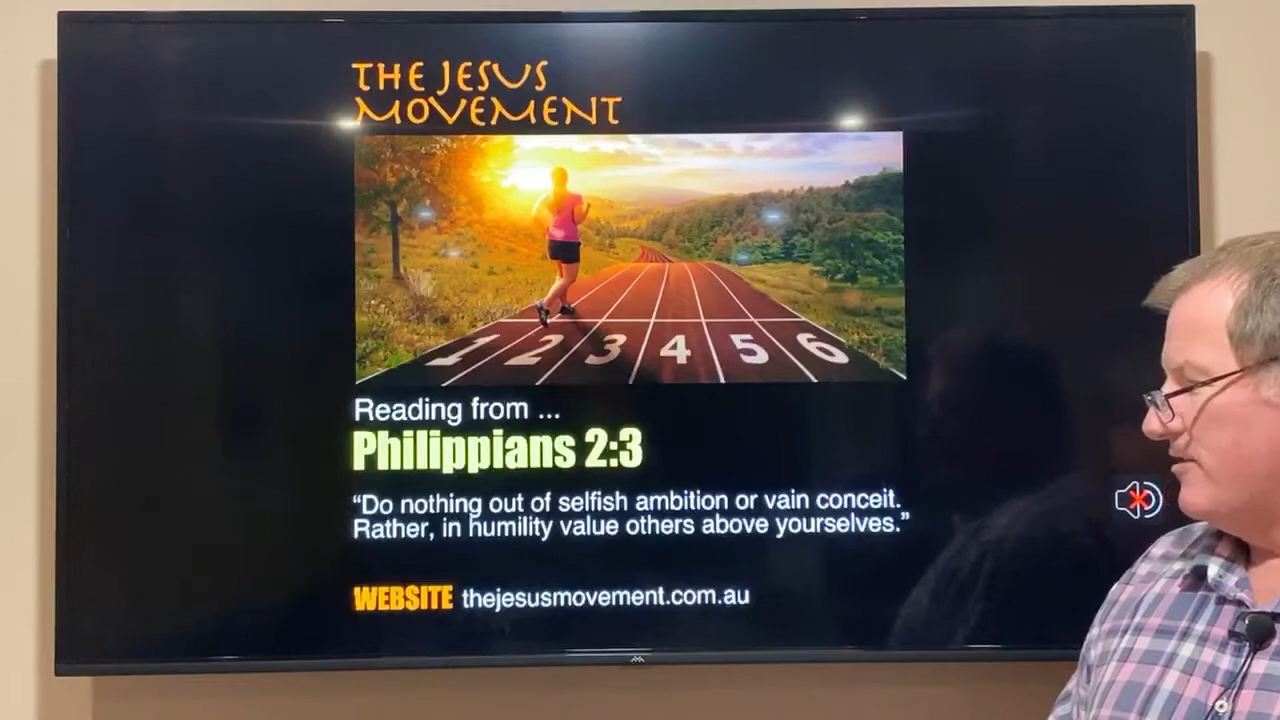 THE JESUS
MOVEMENT
1 2 3 4 5 6
Reading from ...
Philippians 2:3
“Do nothing out of selfish ambition or vain conceit.
Rather, in humility value others above yourselves.”
WEBSITE thejesusmovement.com.au